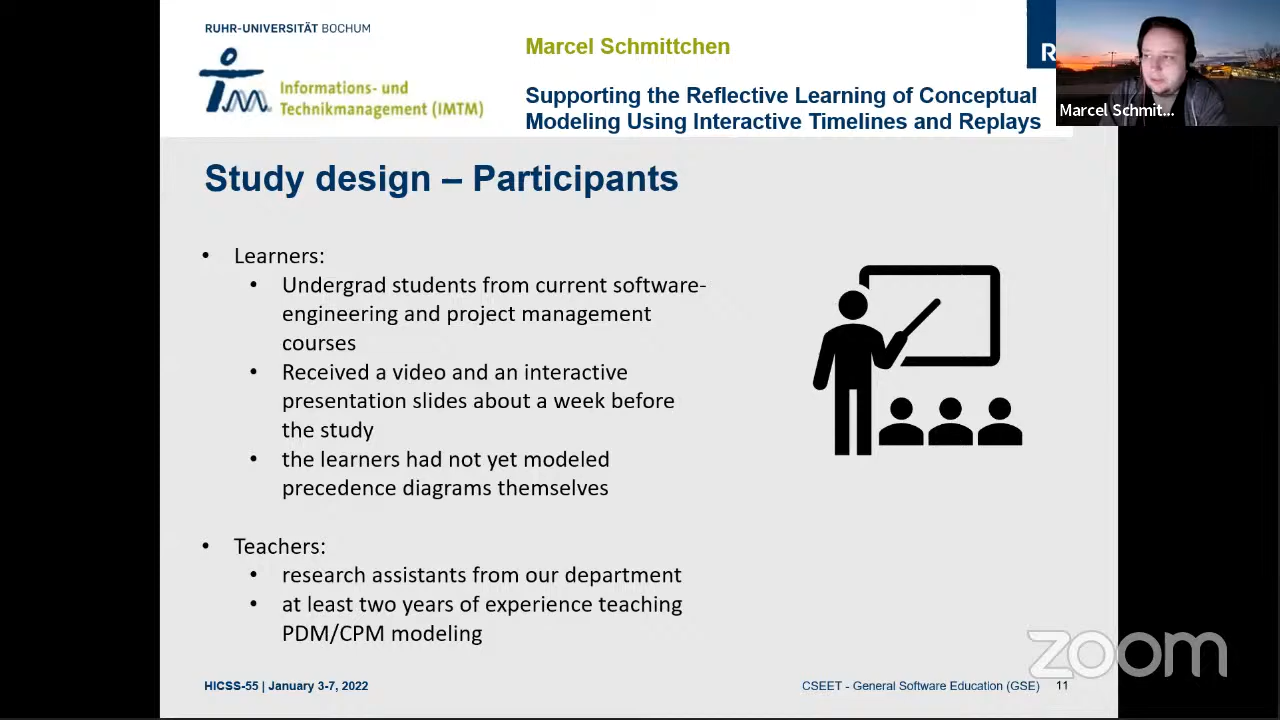 RUHR-UNIVERSITÄT BOCHUM
Informations- und
Technikmanagement (IMTM)
Marcel Schmittchen
Supporting the Reflective Learning of Conceptual
Modeling Using Interactive Timelines and Replays
R
Marcel Schmit...
Study design – Participants
• Learners:
• Undergrad students from current software-
engineering and project management
courses
• Received a video and an interactive
presentation slides about a week before
the study
• the learners had not yet modeled
precedence diagrams themselves
• Teachers:
• research assistants from our department
• at least two years of experience teaching
PDM/CPM modeling
zoom
HICSS-55 | January 3-7, 2022
CSEET - General Software Education (GSE) 11